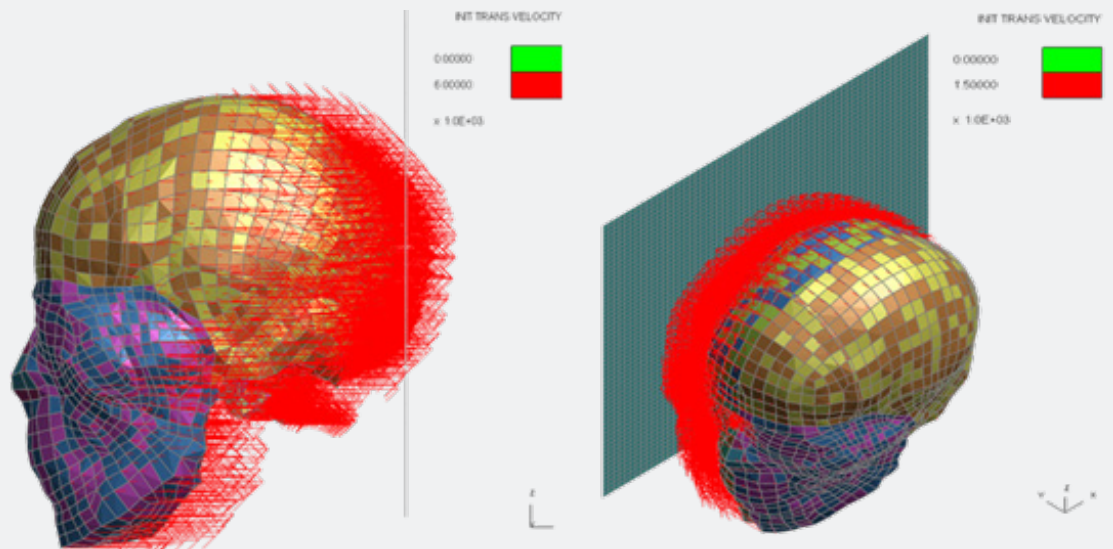 INIT TRANS VELOCITY
0.00000
6.00000
x 1.0E+03
Z
INIT TRANS VELOCITY
0.00000
1.50000
x 1.0E+03
Y Z X